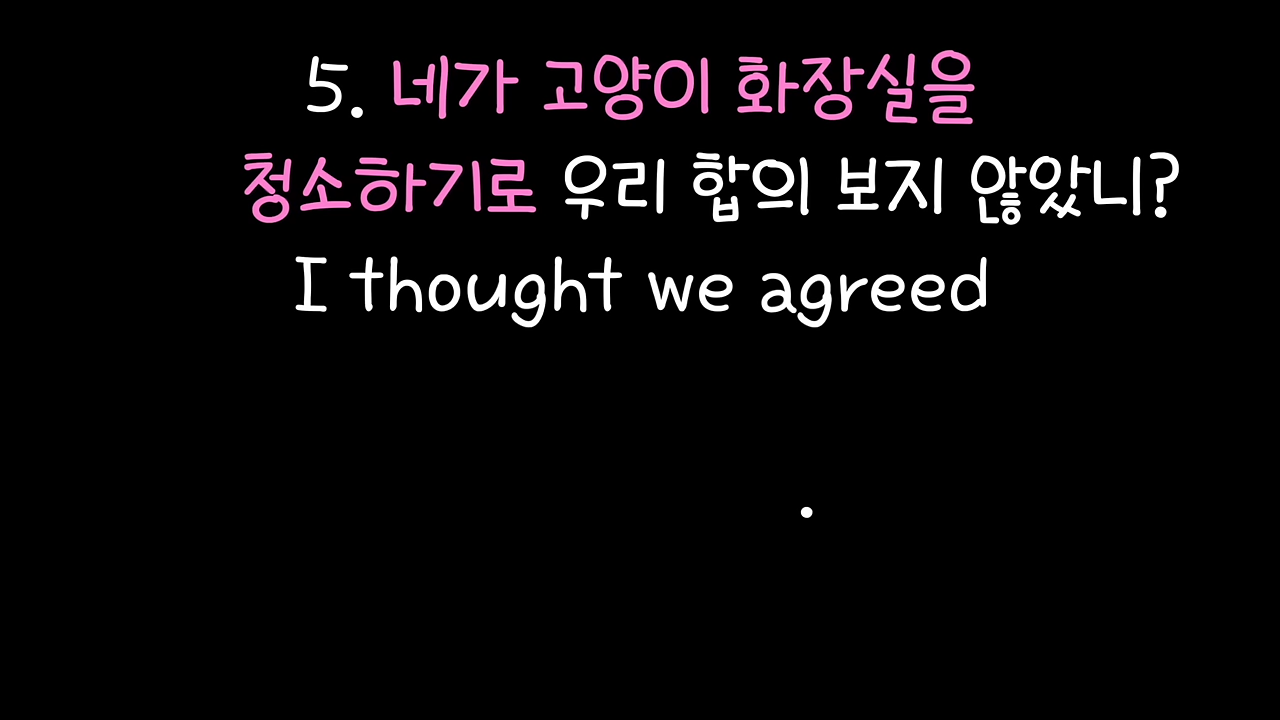 5. 네가 고양이 화장실을
청소하기로 우리 합의 보지 않았니?
I thought we agreed
.